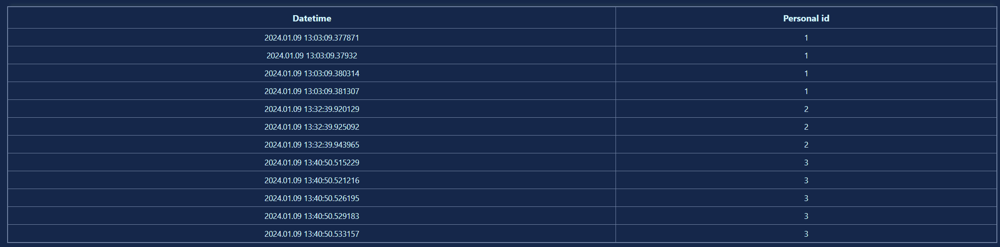 Datetime Personal id
2024.01.09 13:03:09.377871 1
2024.01.09 13:03:09.37932 1
2024.01.09 13:03:09.380314 1
2024.01.09 13:03:09.381307 1
2024.01.09 13:32:39.920129 2
2024.01.09 13:32:39.925092 2
2024.01.09 13:32:39.943965 2
2024.01.09 13:40:50.515229 3
2024.01.09 13:40:50.521216 3
2024.01.09 13:40:50.526195 3
2024.01.09 13:40:50.529183 3
2024.01.09 13:40:50.533157 3